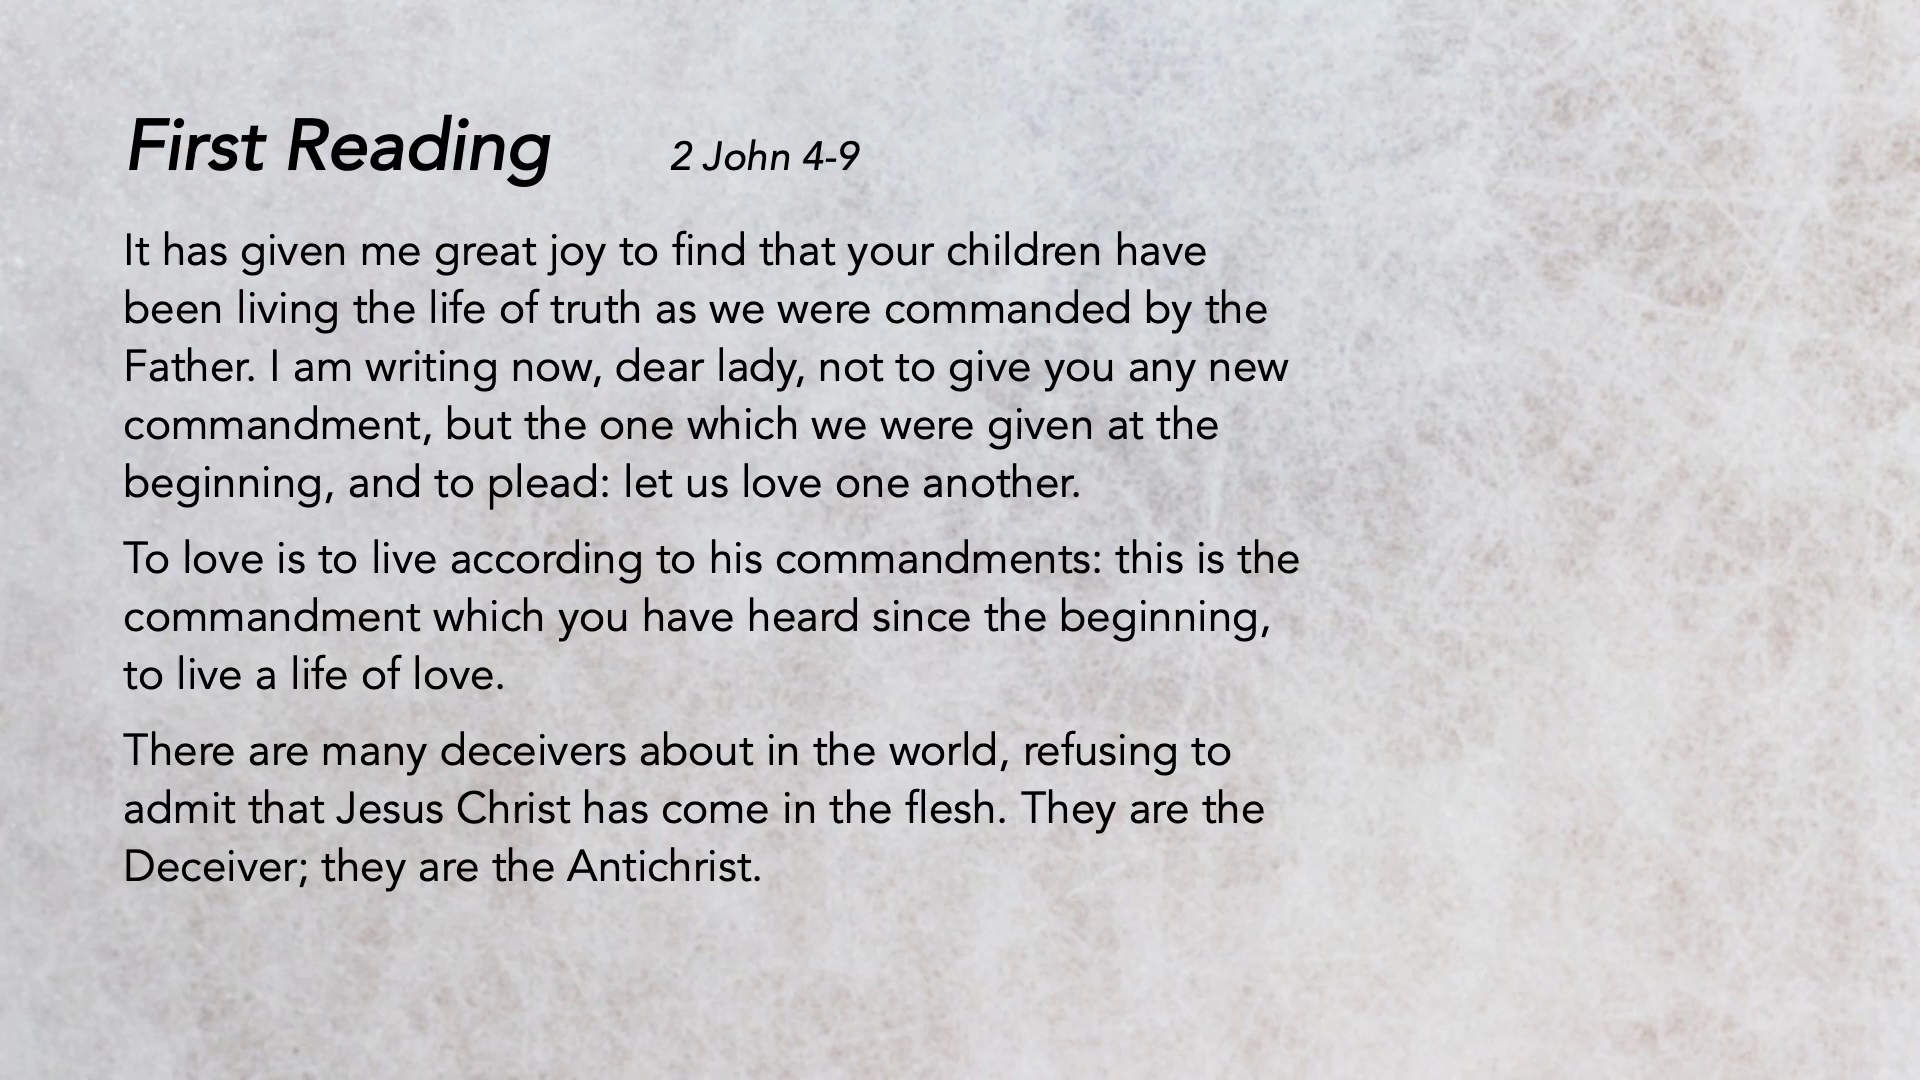 First Reading 2 John 4-9
It has given me great joy to find that your children have
been living the life of truth as we were commanded by the
Father. I am writing now, dear lady, not to give you any new
commandment, but the one which we were given at the
beginning, and to plead: let us love one another.
To love is to live according to his commandments: this is the
commandment which you have heard since the beginning,
to live a life of love.
There are many deceivers about in the world, refusing to
admit that Jesus Christ has come in the flesh. They are the
Deceiver; they are the Antichrist.